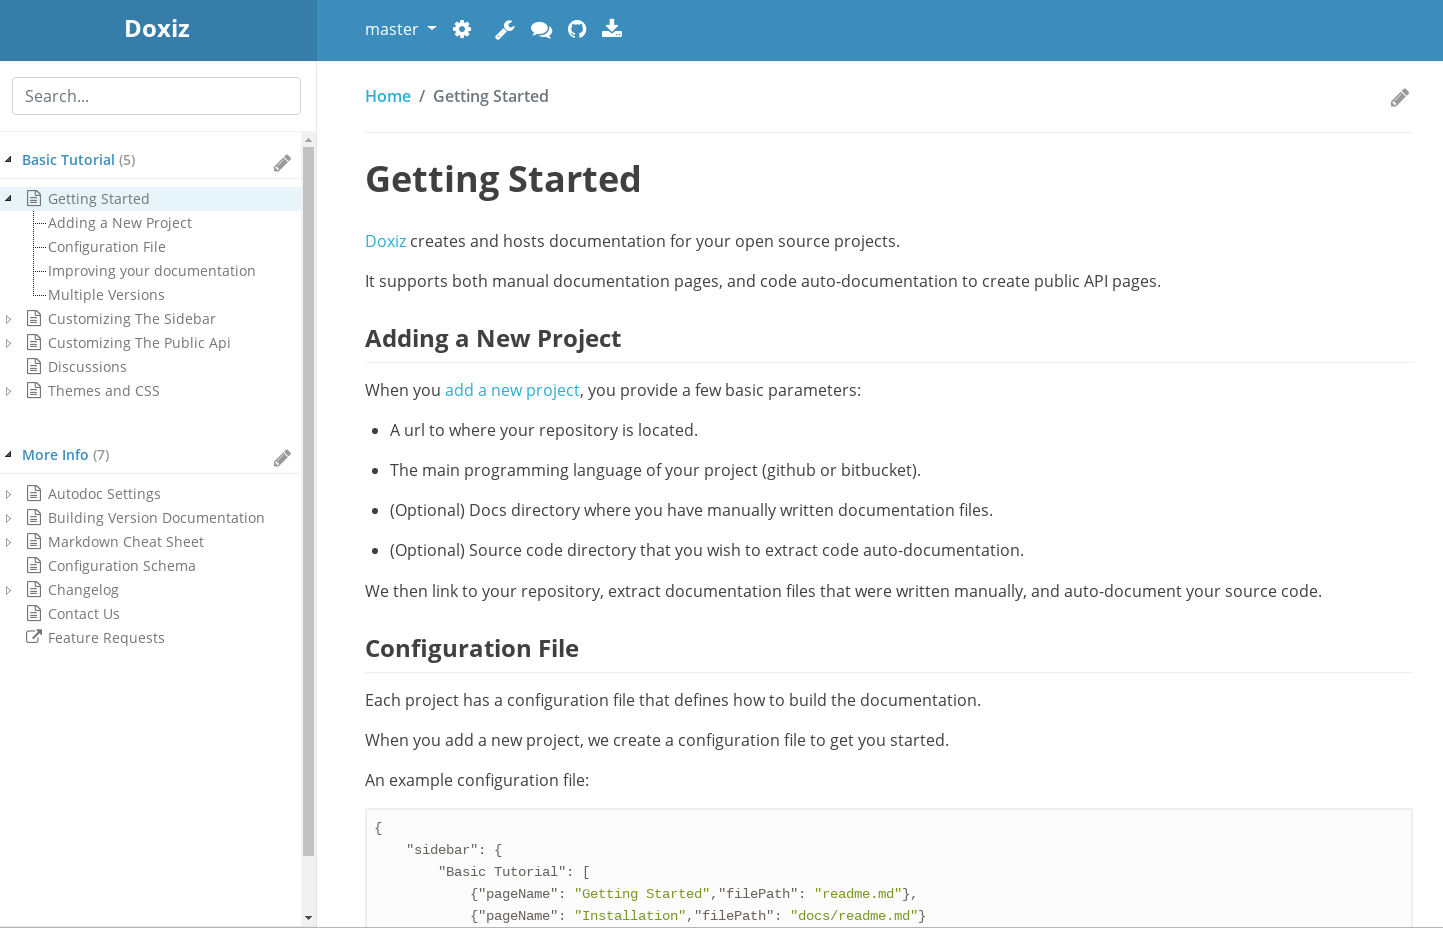 Doxiz
master
Search...
Home / Getting Started
Basic Tutorial (5)
Getting Started
Adding a New Project
Configuration File
Improving your documentation
Multiple Versions
Customizing The Sidebar
Customizing The Public Api
Discussions
Themes and CSS
More Info (7)
Autodoc Settings
Building Version Documentation
Markdown Cheat Sheet
Configuration Schema
Changelog
Contact Us
Feature Requests
Getting Started
Doxiz creates and hosts documentation for your open source projects.
It supports both manual documentation pages, and code auto-documentation to create public API pages.
Adding a New Project
When you add a new project, you provide a few basic parameters:
• A url to where your repository is located.
• The main programming language of your project (github or bitbucket).
• (Optional) Docs directory where you have manually written documentation files.
• (Optional) Source code directory that you wish to extract code auto-documentation.
We then link to your repository, extract documentation files that were written manually, and auto-document your source code.
Configuration File
Each project has a configuration file that defines how to build the documentation.
When you add a new project, we create a configuration file to get you started.
An example configuration file:
{
    "sidebar": {
        "Basic Tutorial": [
            {"pageName": "Getting Started","filePath": "readme.md"},
            {"pageName": "Installation","filePath": "docs/readme.md"}